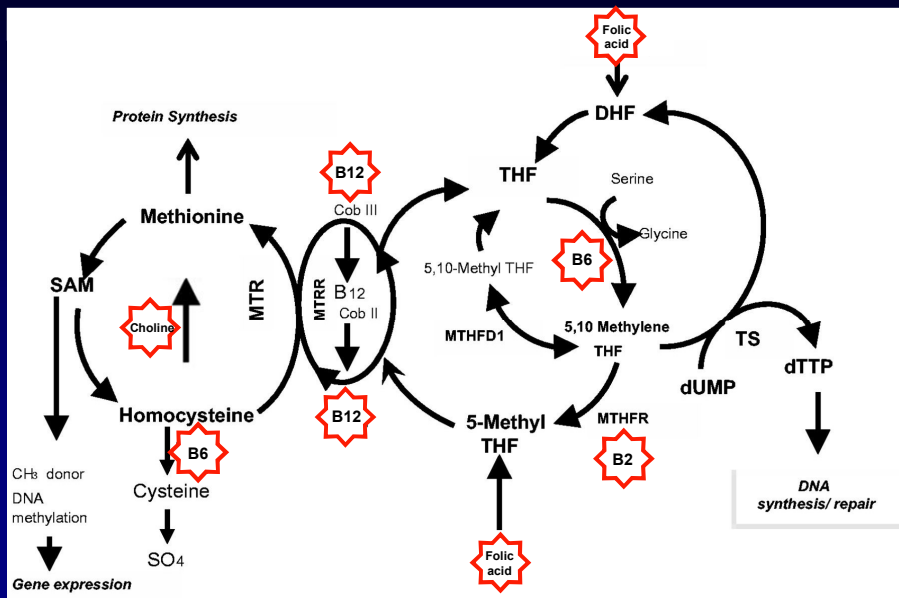 Folic
acid
DHF
Protein Synthesis
B12
THF
Serine
Cob III
Methionine
Glycine
B6
5,10-Methyl THF
SAM
MTR
MTRR
B12
Choline
Cob II
MTHFD1
5,10 Methylene
THF
TS
dUMP
dTTP
Homocysteine
B12
5-Methyl
THF
MTHFR
B6
B2
CH3 donor
DNA
methylation
Cysteine
DNA
synthesis/ repair
SO4
Folic
acid
Gene expression